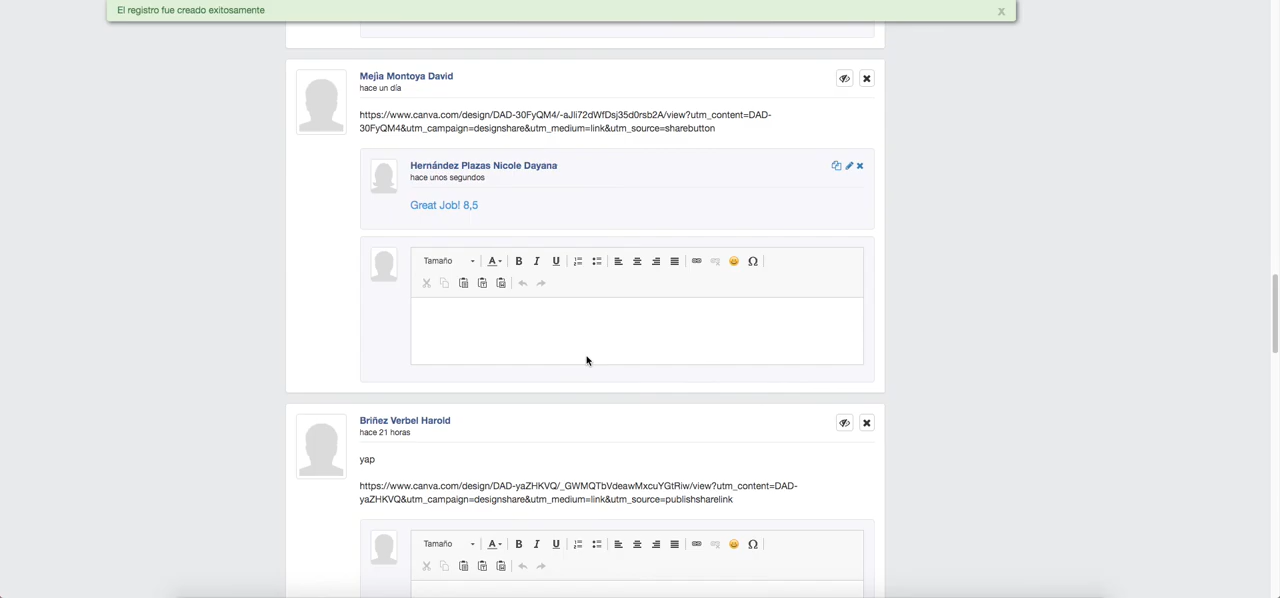 El registro fue creado exitosamente
x
Mejía Montoya David
hace un día
https://www.canva.com/design/DAD-30FyQM4/-aJli72dWfDsj35d0rsb2A/view?utm_content=DAD-
30FyQM4&utm_campaign=designshare&utm_medium=link&utm_source=sharebutton
Hernández Plazas Nicole Dayana
hace unos segundos
Great Job! 8,5
Tamaño A B I U Ω
Briñez Verbel Harold
hace 21 horas
yap
https://www.canva.com/design/DAD-yaZHKVQ/_GWMQTbVdeawMxcuYGtRiw/view?utm_content=DAD-
yaZHKVQ&utm_campaign=designshare&utm_medium=link&utm_source=publishsharelink
Tamaño A B I U Ω